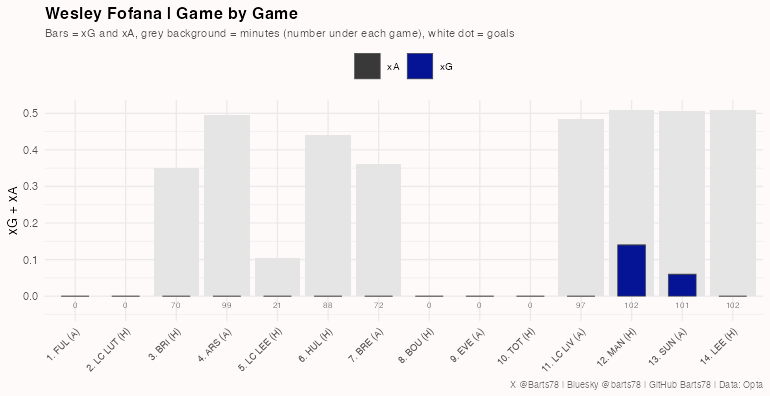 Wesley Fofana | Game by Game
Bars = xG and xA, grey background = minutes (number under each game), white dot = goals
xA xG
xG + xA
0.5
0.4
0.3
0.2
0.1
0.0
0 0 70 99 21 88 72 0 0 0 97 102 101 102
1. FUL (A)
2. LC LUT (H)
3. BRI (H)
4. ARS (A)
5. LC LEE (H)
6. HUL (H)
7. BRE (A)
8. BOU (H)
9. EVE (A)
10. TOT (H)
11. LC LIV (A)
12. MAN (H)
13. SUN (A)
14. LEE (H)
X @Barts78 | Bluesky @barts78 | GitHub Barts78 | Data: Opta